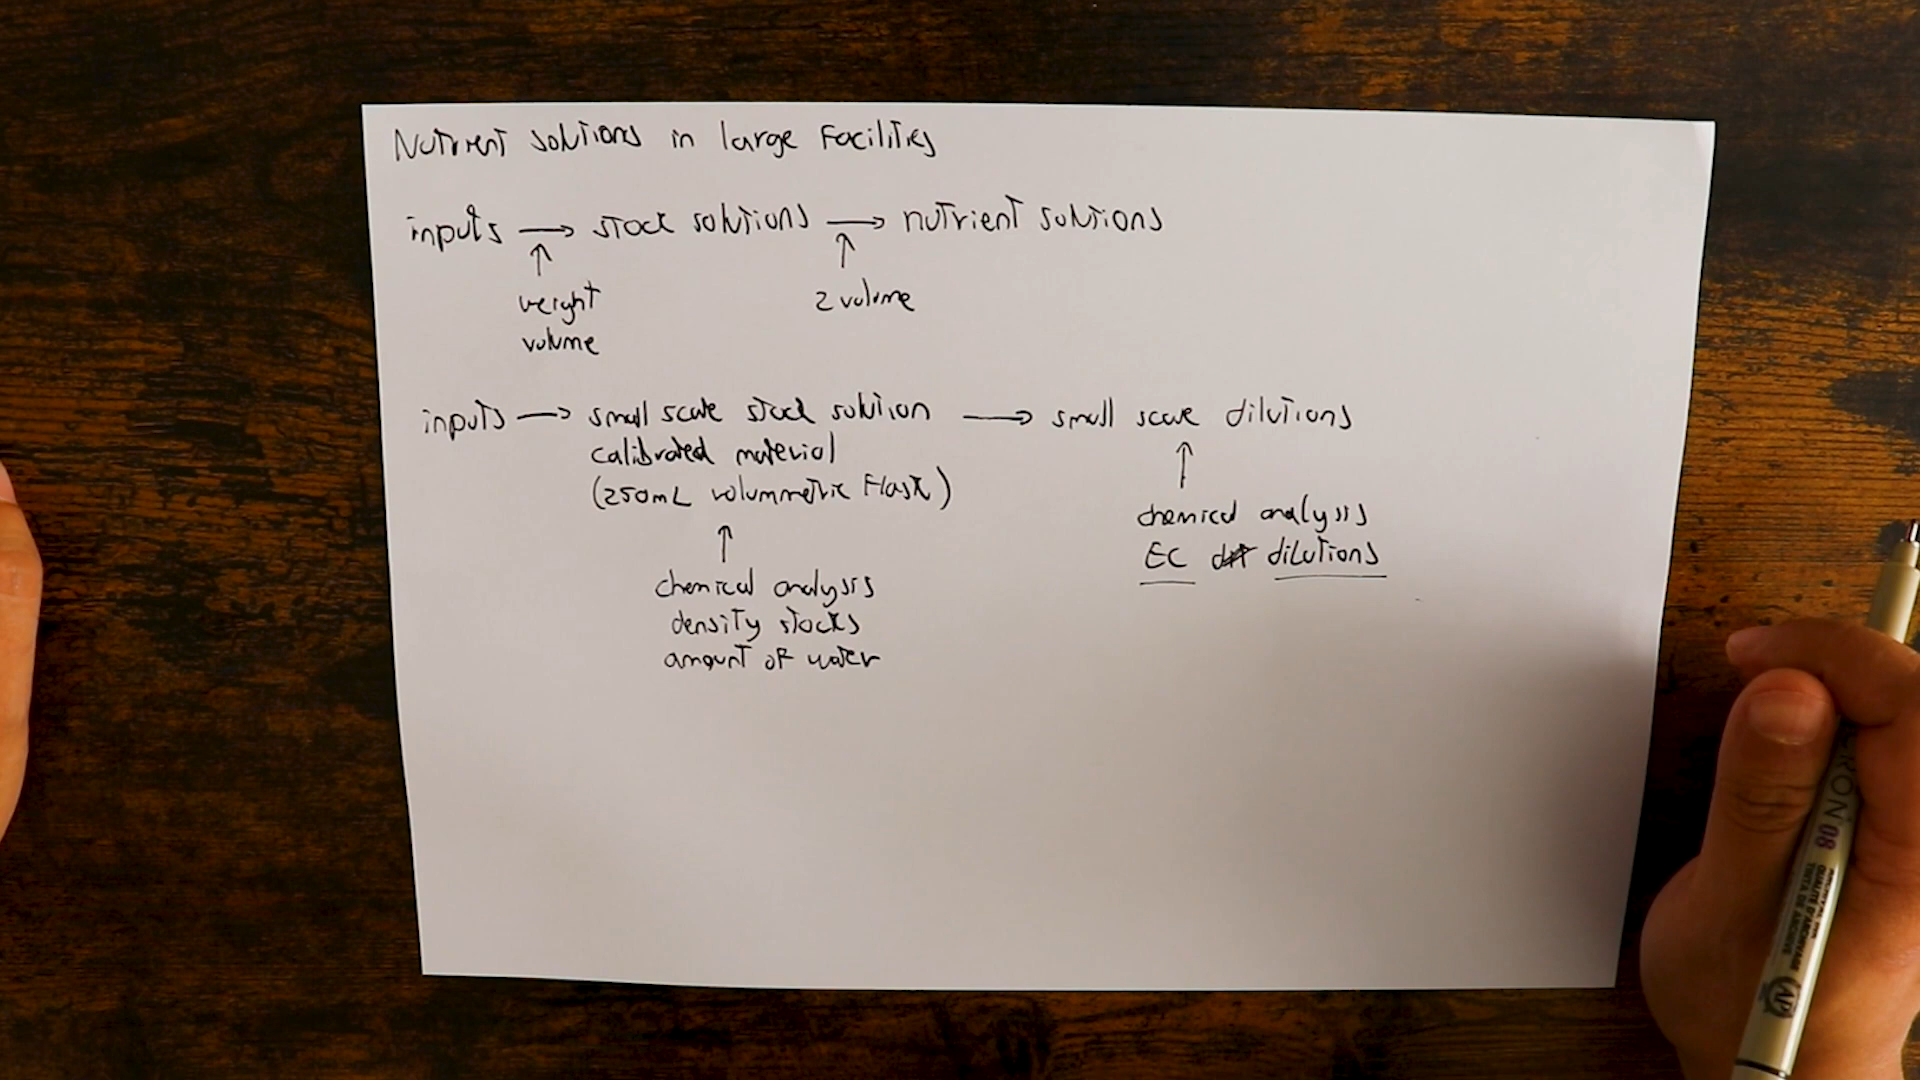 Nutrient solutions in large facilities
inputs → stock solutions → nutrient solutions
↑ ↑
weight 2 volume
volume
inputs → small scale stock solution → small scale dilutions
calibrated material ↑
(250mL volummetric flask) chemical analysis
↑ EC dilutions
chemical analysis
density stocks
amount of water
08